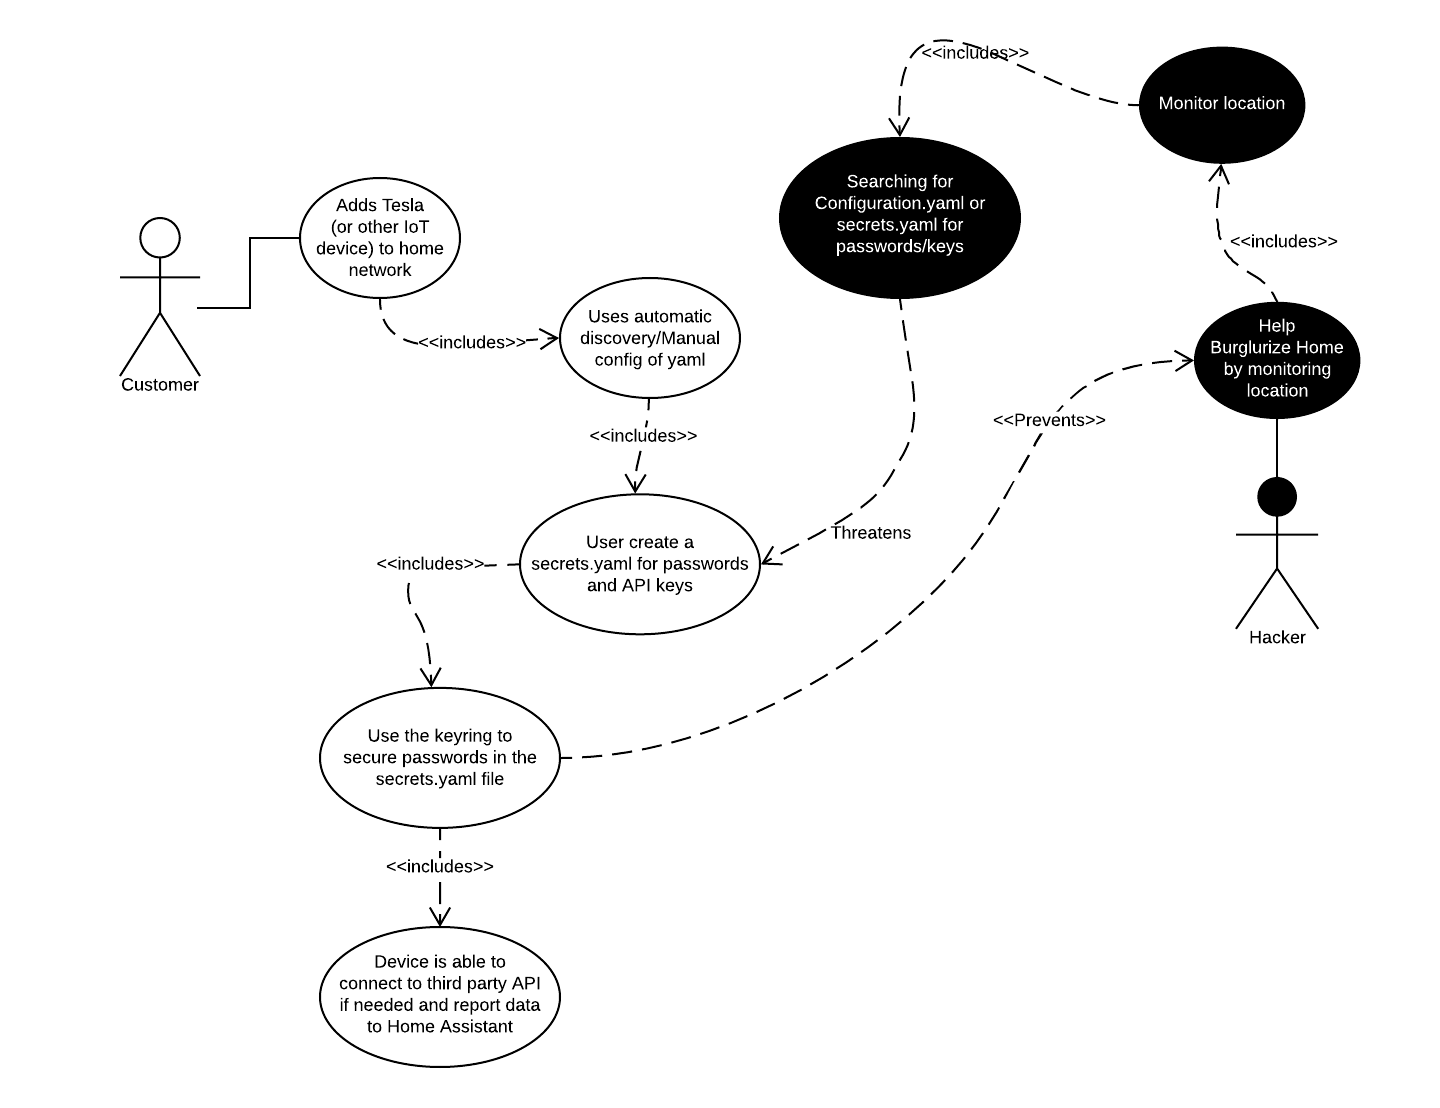 <<includes>>
Monitor location
Searching for
Configuration.yaml or
secrets.yaml for
passwords/keys
Adds Tesla
(or other IoT
device) to home
network
<<includes>>
Customer
<<includes>>
Uses automatic
discovery/Manual
config of yaml
Help
Burglurize Home
by monitoring
location
<<Prevents>>
<<includes>>
Threatens
User create a
secrets.yaml for passwords
and API keys
<<includes>>
Hacker
Use the keyring to
secure passwords in the
secrets.yaml file
<<includes>>
Device is able to
connect to third party API
if needed and report data
to Home Assistant